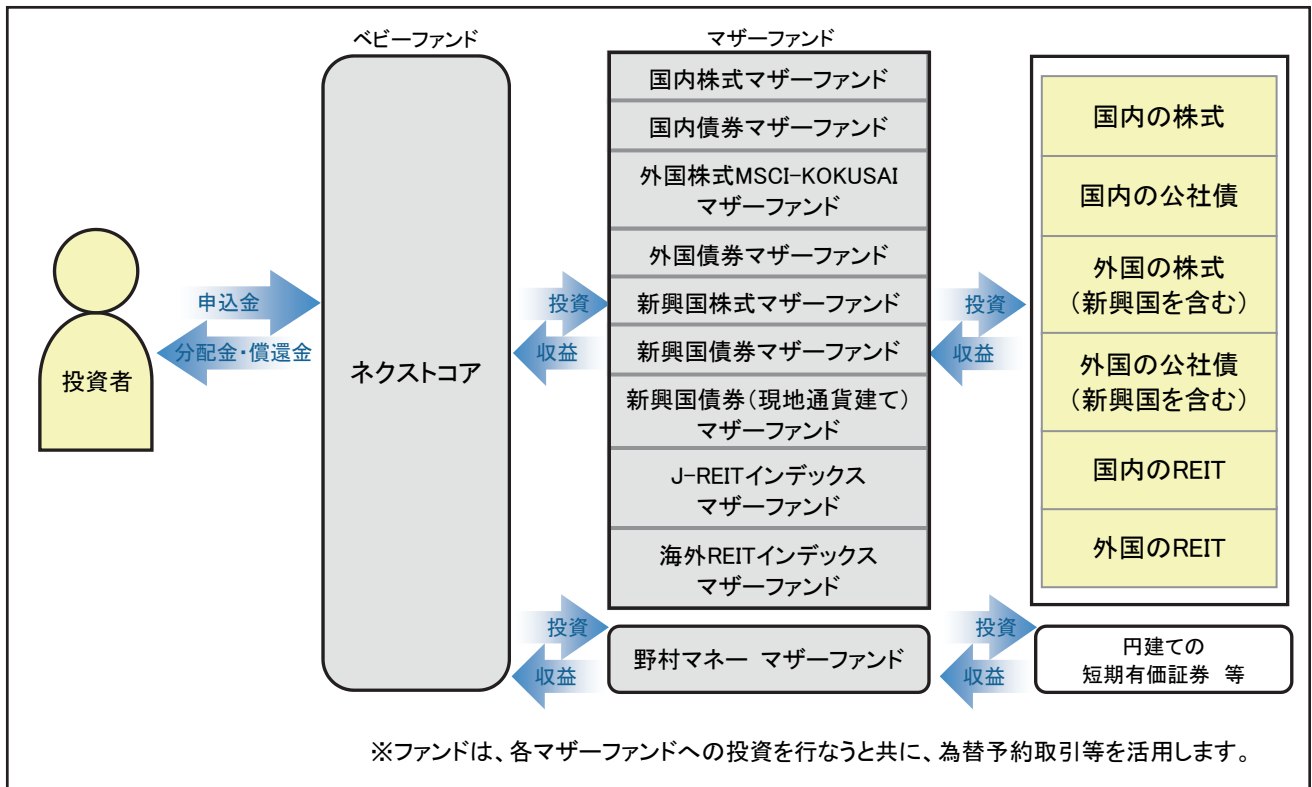 ベビーファンド
マザーファンド
投資者
申込金
分配金・償還金
ネクストコア
投資
収益
国内株式マザーファンド
国内債券マザーファンド
外国株式MSCI-KOKUSAI
マザーファンド
外国債券マザーファンド
新興国株式マザーファンド
新興国債券マザーファンド
新興国債券(現地通貨建て)
マザーファンド
J-REITインデックス
マザーファンド
海外REITインデックス
マザーファンド
投資
収益
国内の株式
国内の公社債
外国の株式
(新興国を含む)
外国の公社債
(新興国を含む)
国内のREIT
外国のREIT
投資
収益
野村マネー マザーファンド
投資
収益
円建ての
短期有価証券 等
※ファンドは、各マザーファンドへの投資を行なうと共に、為替予約取引等を活用します。